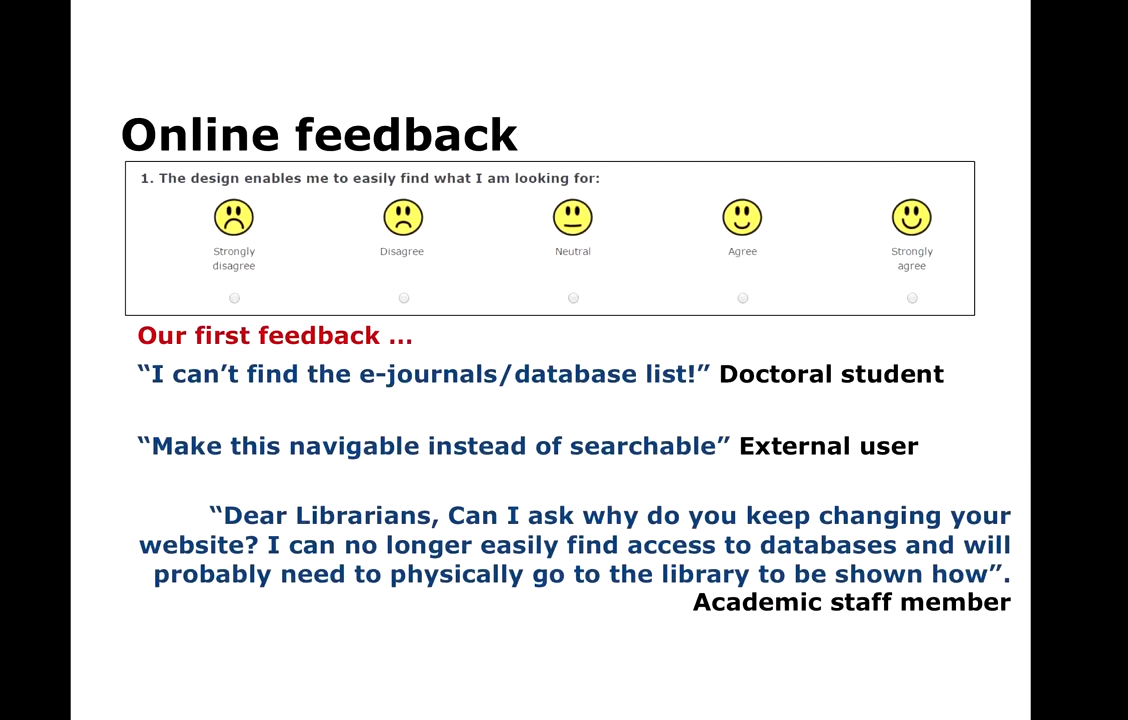 Online feedback
1. The design enables me to easily find what I am looking for:
Strongly disagree
Disagree
Neutral
Agree
Strongly agree
Our first feedback ...
“I can’t find the e-journals/database list!” Doctoral student
“Make this navigable instead of searchable” External user
“Dear Librarians, Can I ask why do you keep changing your
website? I can no longer easily find access to databases and will
probably need to physically go to the library to be shown how”.
Academic staff member